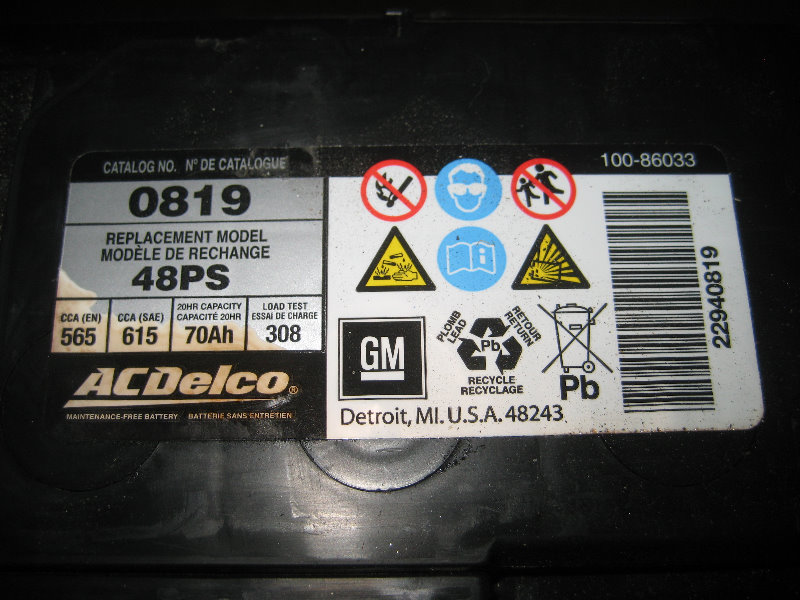 CATALOG NO. N° DE CATALOGUE
0819
REPLACEMENT MODEL
MODÈLE DE RECHANGE
48PS
CCA (EN)
565
CCA (SAE)
615
20HR CAPACITY
CAPACITÉ 20HR
70Ah
LOAD TEST
ESSAI DE CHARGE
308
ACDelco®
MAINTENANCE-FREE BATTERY BATTERIE SANS ENTRETIEN
100-86033
GM
PLOMB
LEAD
RETOUR
RETURN
Pb
RECYCLE
RECYCLAGE
Pb
Detroit, MI. U.S.A. 48243
22940819